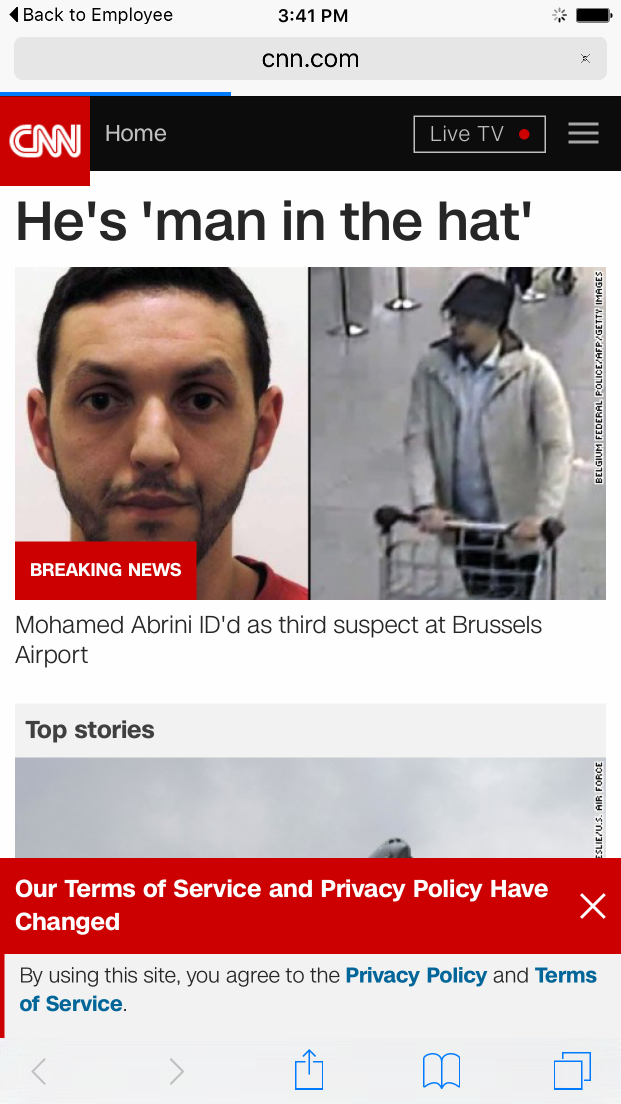 Back to Employee
3:41 PM
cnn.com
CNN
Home
Live TV
He's 'man in the hat'
BELGIUM FEDERAL POLICE/AFP/GETTY IMAGES
BREAKING NEWS
Mohamed Abrini ID'd as third suspect at Brussels
Airport
Top stories
ESLIE/U.S. AIR FORCE
Our Terms of Service and Privacy Policy Have
Changed
By using this site, you agree to the Privacy Policy and Terms
of Service.